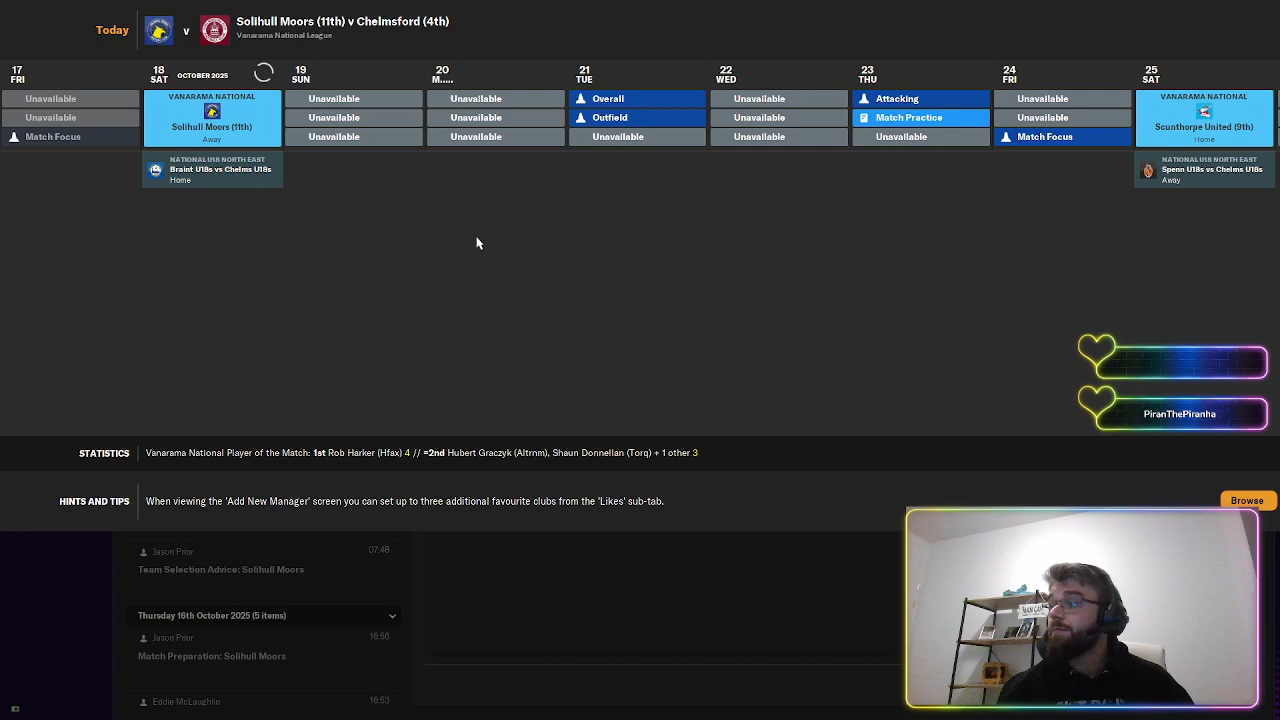 Today
v
Solihull Moors (11th) v Chelmsford (4th)
Vanarama National League
17
FRI
18
SAT
OCTOBER 2025
19
SUN
20
M.....
21
TUE
22
WED
23
THU
24
FRI
25
SAT
Unavailable
Unavailable
Match Focus
VANARAMA NATIONAL
Solihull Moors (11th)
Away
NATIONAL U18 NORTH EAST
Braint U18s vs Chelms U18s
Home
Unavailable
Unavailable
Unavailable
Unavailable
Unavailable
Unavailable
Overall
Outfield
Unavailable
Unavailable
Unavailable
Unavailable
Attacking
Match Practice
Unavailable
Unavailable
Unavailable
Match Focus
VANARAMA NATIONAL
Scunthorpe United (9th)
Home
NATIONAL U18 NORTH EAST
Spenn U18s vs Chelms U18s
Away
PiranThePiranha
STATISTICS
Vanarama National Player of the Match: 1st Rob Harker (Hfax) 4 // =2nd Hubert Graczyk (Altrnm), Shaun Donnellan (Torq) + 1 other 3
HINTS AND TIPS
When viewing the 'Add New Manager' screen you can set up to three additional favourite clubs from the 'Likes' sub-tab.
Browse
Jason Prior
07:48
Team Selection Advice: Solihull Moors
Thursday 16th October 2025 (5 items)
Jason Prior
16:56
Match Preparation: Solihull Moors
Eddie McLaughlin
16:53
MAN CAVE